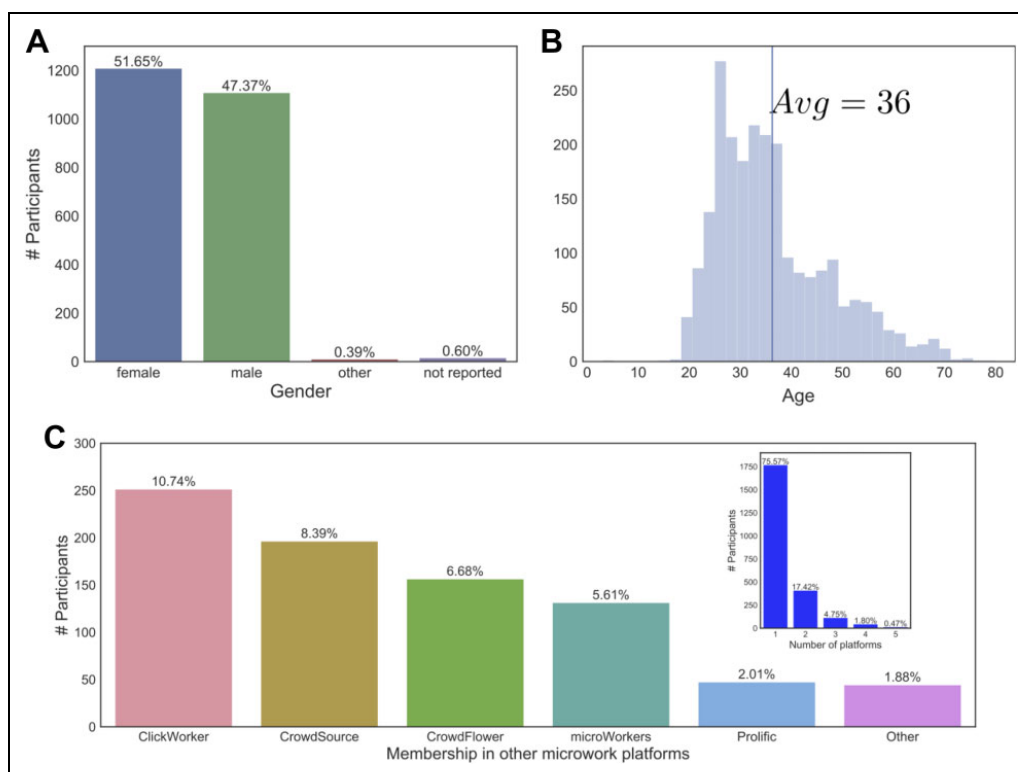 A
51.65%
47.37%
0.39%
0.60%
1200
1000
800
600
400
200
0
# Participants
female male other not reported
Gender
B
Avg = 36
250
200
150
100
50
0
0 10 20 30 40 50 60 70 80
Age
C
10.74%
8.39%
6.68%
5.61%
2.01%
1.88%
300
250
200
150
100
50
0
# Participants
ClickWorker CrowdSource CrowdFlower microWorkers Prolific Other
Membership in other microwork platforms
75.57%
17.42%
4.75%
1.80%
0.47%
1750
1500
1250
1000
750
500
250
0
# Participants
1 2 3 4 5
Number of platforms